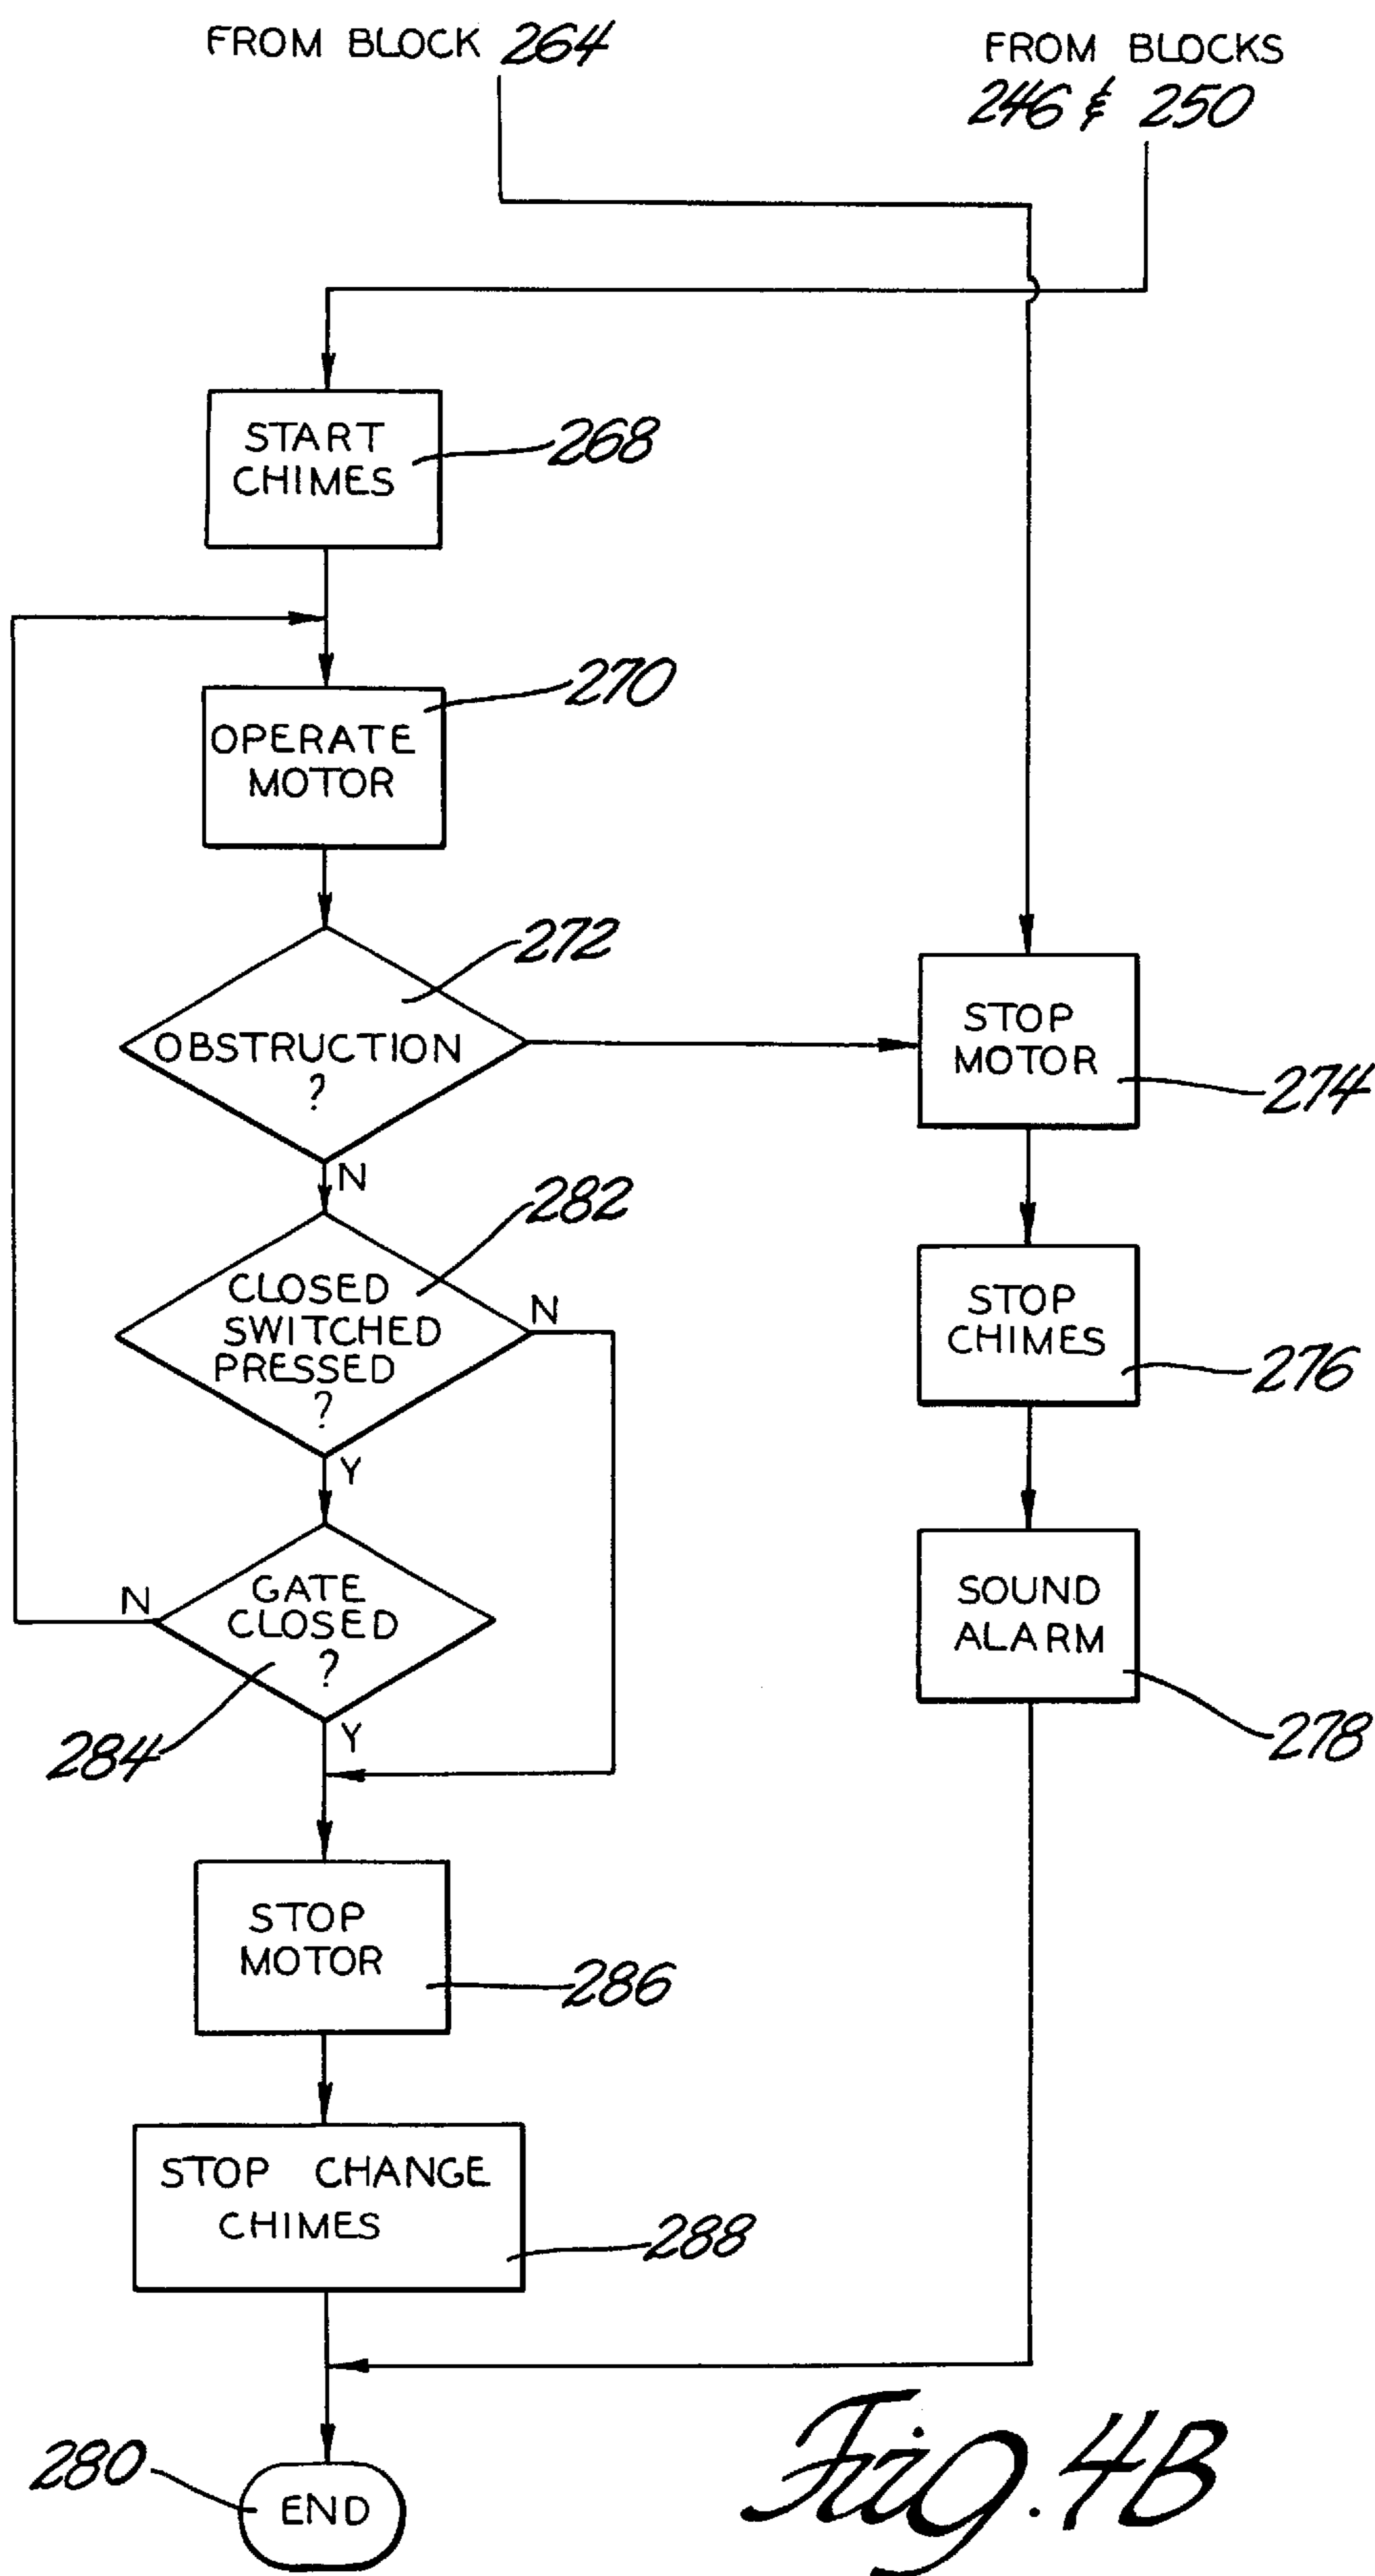 FROM BLOCK 264
FROM BLOCKS
246 & 250
START
CHIMES
268
OPERATE
MOTOR
270
OBSTRUCTION
?
272
N
STOP
MOTOR
274
CLOSED
SWITCHED
PRESSED
?
282
N
Y
STOP
CHIMES
276
GATE
CLOSED
?
N
284
Y
SOUND
ALARM
278
STOP
MOTOR
286
STOP CHANGE
CHIMES
288
280
END
Fig. 4B